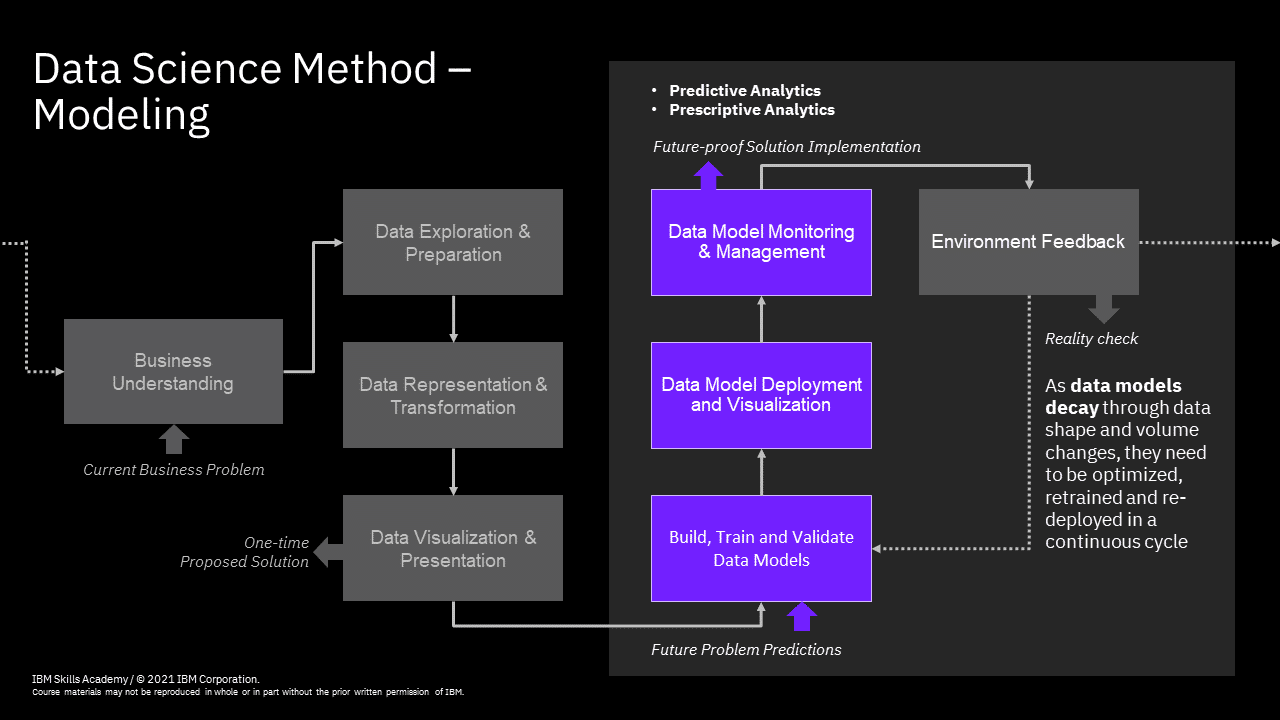 Data Science Method –
Modeling
• Predictive Analytics
• Prescriptive Analytics
Future-proof Solution Implementation
Data Exploration &
Preparation
Data Model Monitoring
& Management
Environment Feedback
Business
Understanding
Data Representation &
Transformation
Data Model Deployment
and Visualization
Reality check
As data models
decay through data
shape and volume
changes, they need
to be optimized,
retrained and re-
deployed in a
continuous cycle
Current Business Problem
One-time
Proposed Solution
Data Visualization &
Presentation
Build, Train and Validate
Data Models
Future Problem Predictions
IBM Skills Academy / © 2021 IBM Corporation.
Course materials may not be reproduced in whole or in part without the prior written permission of IBM.